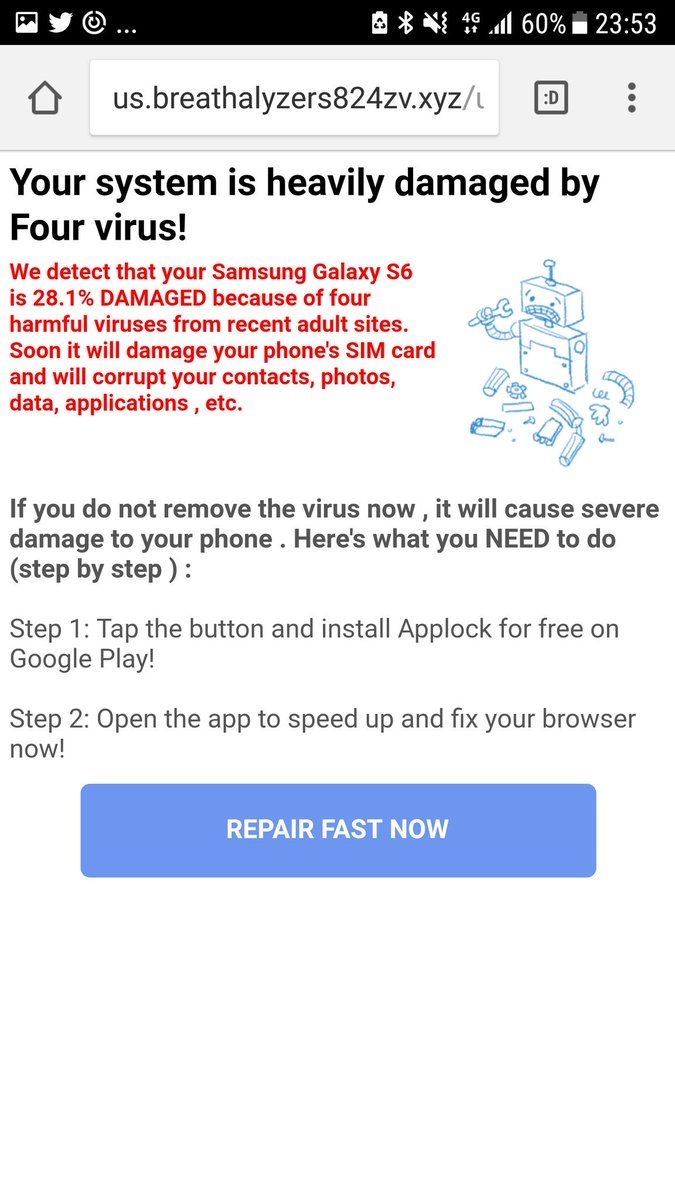 4G 60% 23:53
us.breathalyzers824zv.xyz/u
:D
Your system is heavily damaged by
Four virus!
We detect that your Samsung Galaxy S6
is 28.1% DAMAGED because of four
harmful viruses from recent adult sites.
Soon it will damage your phone's SIM card
and will corrupt your contacts, photos,
data, applications , etc.
If you do not remove the virus now , it will cause severe
damage to your phone . Here's what you NEED to do
(step by step ) :
Step 1: Tap the button and install Applock for free on
Google Play!
Step 2: Open the app to speed up and fix your browser
now!
REPAIR FAST NOW